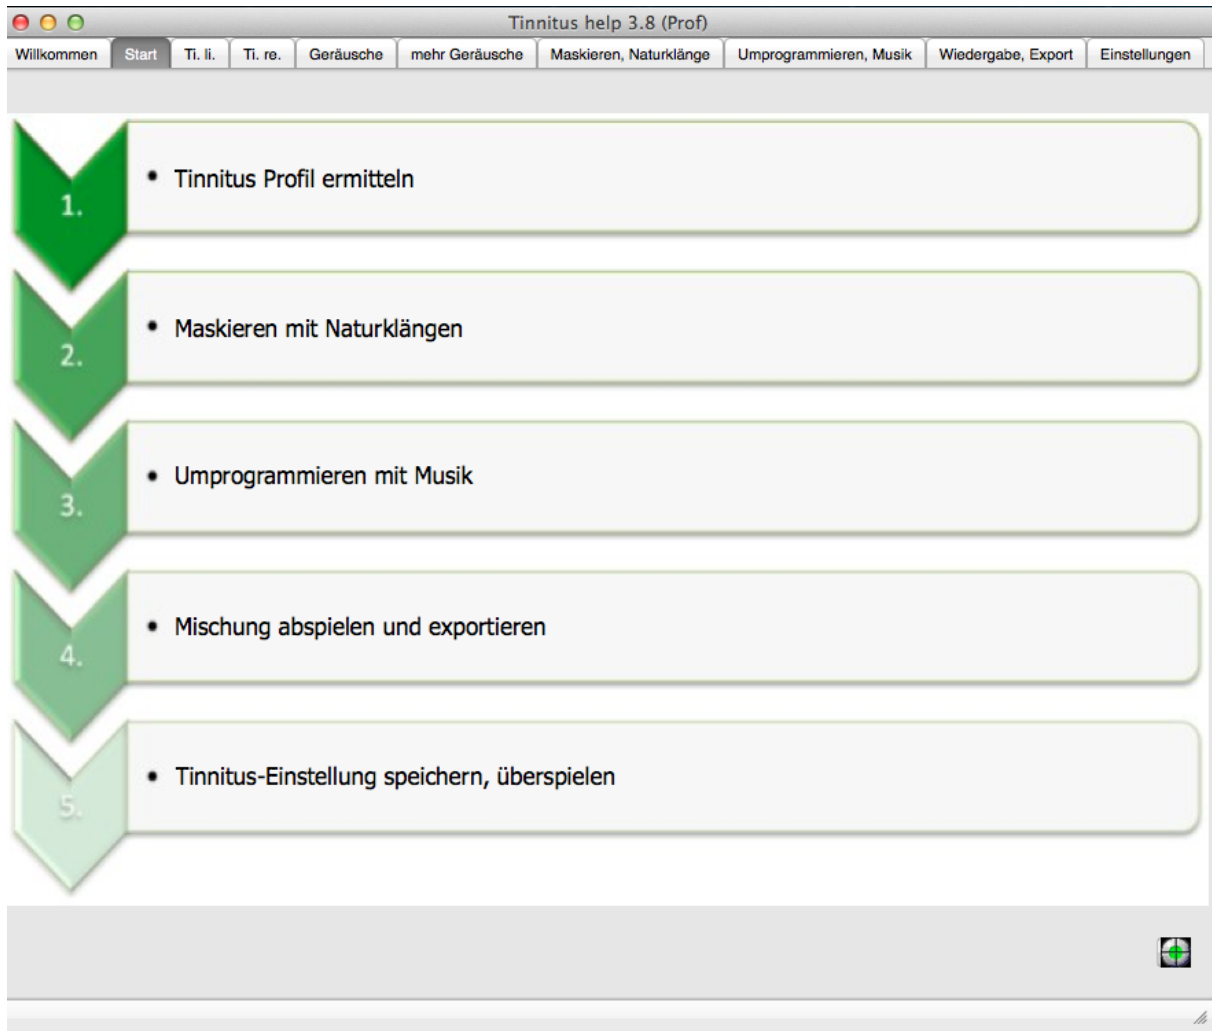 Tinnitus help 3.8 (Prof)
Willkommen Start Ti. li. Ti. re. Geräusche mehr Geräusche Maskieren, Naturklänge Umprogrammieren, Musik Wiedergabe, Export Einstellungen
1. • Tinnitus Profil ermitteln
2. • Maskieren mit Naturklängen
3. • Umprogrammieren mit Musik
4. • Mischung abspielen und exportieren
5. • Tinnitus-Einstellung speichern, überspielen